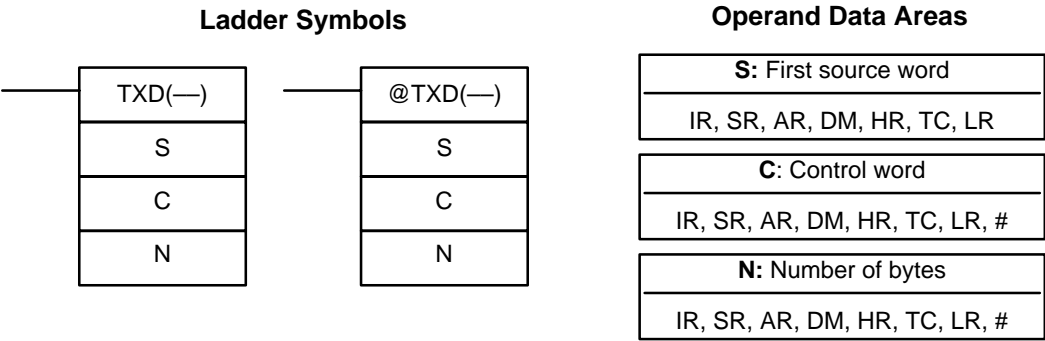 Ladder Symbols
TXD(—)
S
C
N
@TXD(—)
S
C
N
Operand Data Areas
S: First source word
IR, SR, AR, DM, HR, TC, LR
C: Control word
IR, SR, AR, DM, HR, TC, LR, #
N: Number of bytes
IR, SR, AR, DM, HR, TC, LR, #